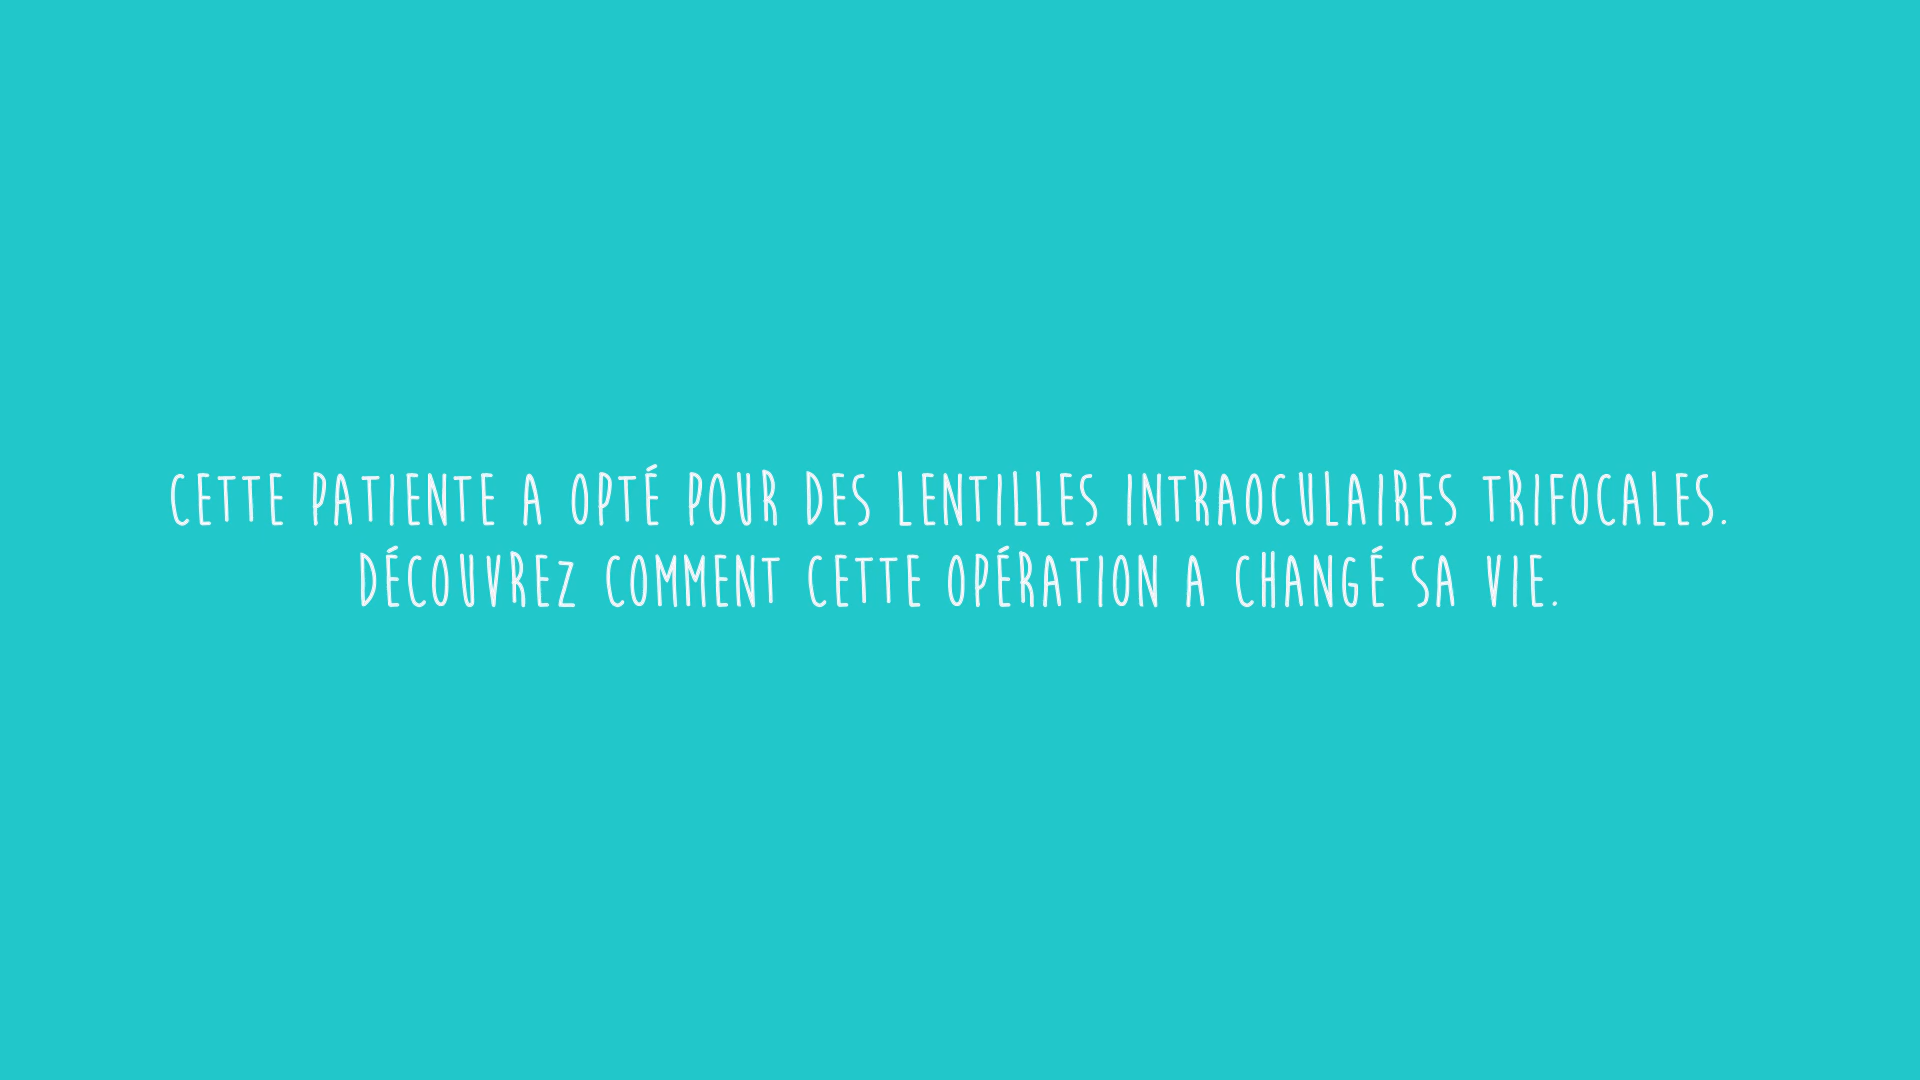 CETTE PATIENTE A OPTÉ POUR DES LENTILLES INTRAOCULAIRES TRIFOCALES.
DÉCOUVREZ COMMENT CETTE OPÉRATION A CHANGÉ SA VIE.